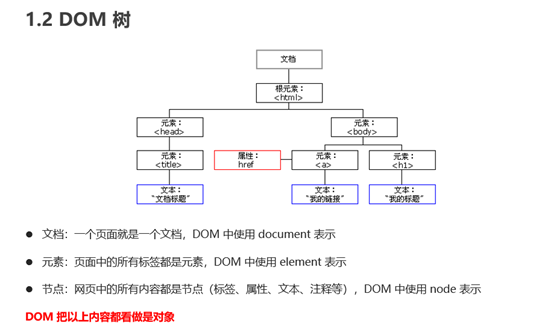 1.2 DOM 树
文档
根元素：
<html>
元素：
<head>
元素：
<body>
元素：
<title>
属性：
href
元素：
<a>
元素：
<h1>
文本：
"文档标题"
文本：
"我的链接"
文本：
"我的标题"
● 文档：一个页面就是一个文档，DOM 中使用 document 表示
● 元素：页面中的所有标签都是元素，DOM 中使用 element 表示
● 节点：网页中的所有内容都是节点（标签、属性、文本、注释等），DOM 中使用 node 表示
DOM 把以上内容都看做是对象